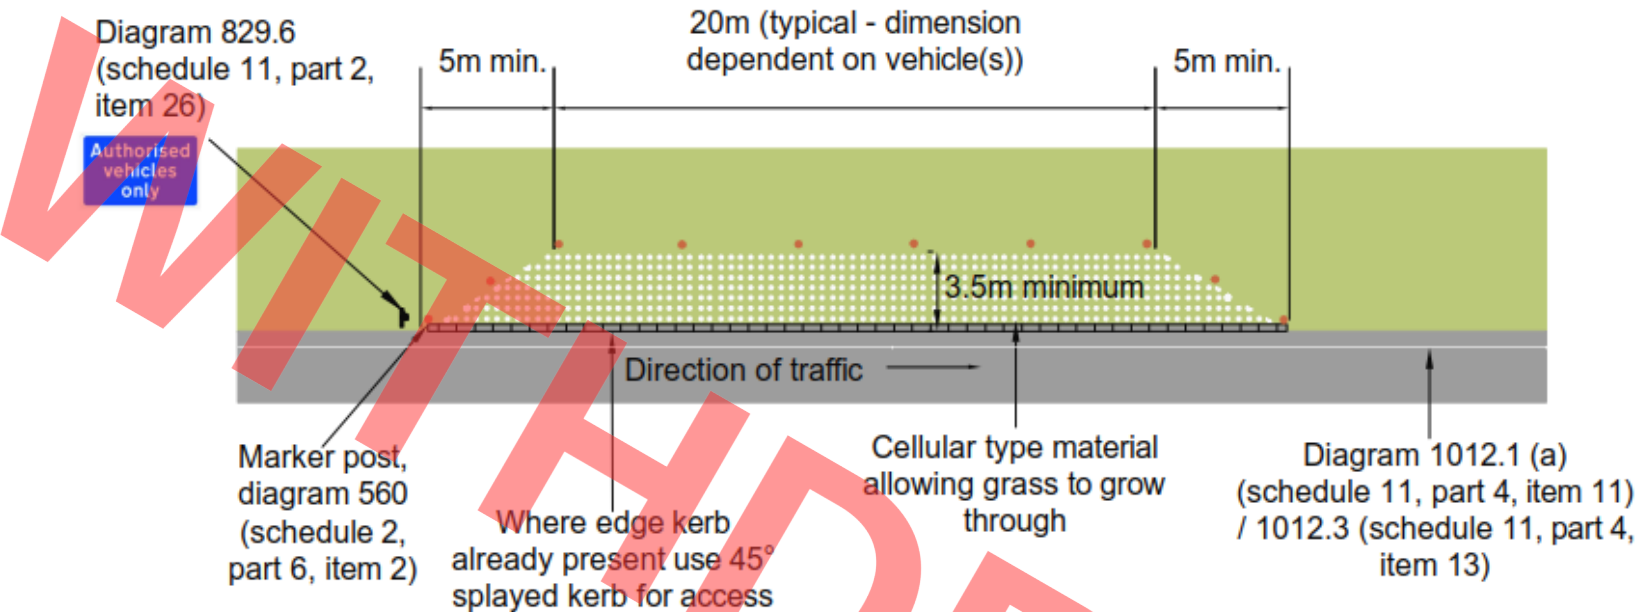 Diagram 829.6
(schedule 11, part 2,
item 26)
Authorised
vehicles
only
5m min.
20m (typical - dimension
dependent on vehicle(s))
5m min.
3.5m minimum
Direction of traffic
Marker post,
diagram 560
(schedule 2,
part 6, item 2)
Where edge kerb
already present use 45°
splayed kerb for access
Cellular type material
allowing grass to grow
through
Diagram 1012.1 (a)
(schedule 11, part 4, item 11)
/ 1012.3 (schedule 11, part 4,
item 13)
WITHD